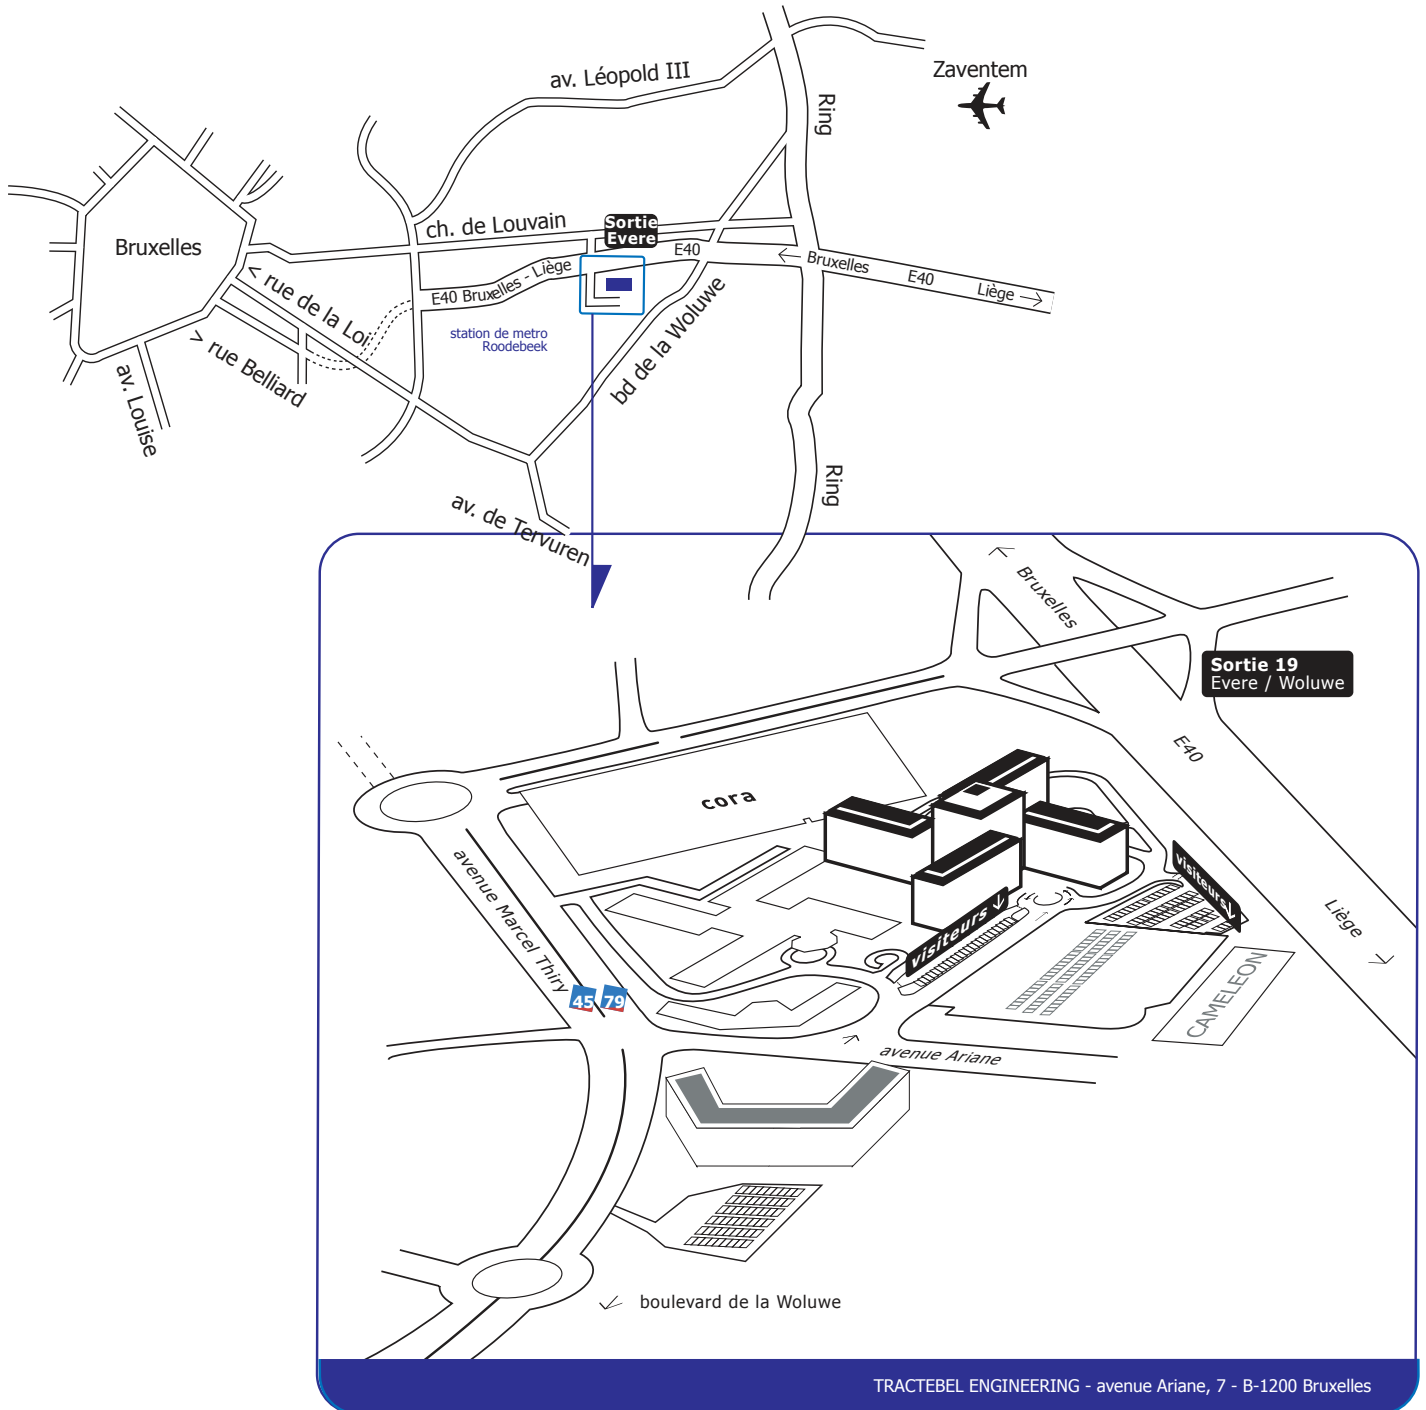 Zaventem
av. Léopold III
Ring
Bruxelles
ch. de Louvain
Sortie
Evere
E40
< rue de la Loi
E40 Bruxelles - Liège
← Bruxelles
E40
Liège →
station de metro
Roodebeek
> rue Belliard
bd de la Woluwe
av. Louise
Ring
av. de Tervuren
Bruxelles
Sortie 19
Evere / Woluwe
E40
cora
visiteurs
avenue Marcel Thiry
visiteurs
Liège
45
79
CAMELEON
avenue Ariane
boulevard de la Woluwe
TRACTEBEL ENGINEERING - avenue Ariane, 7 - B-1200 Bruxelles